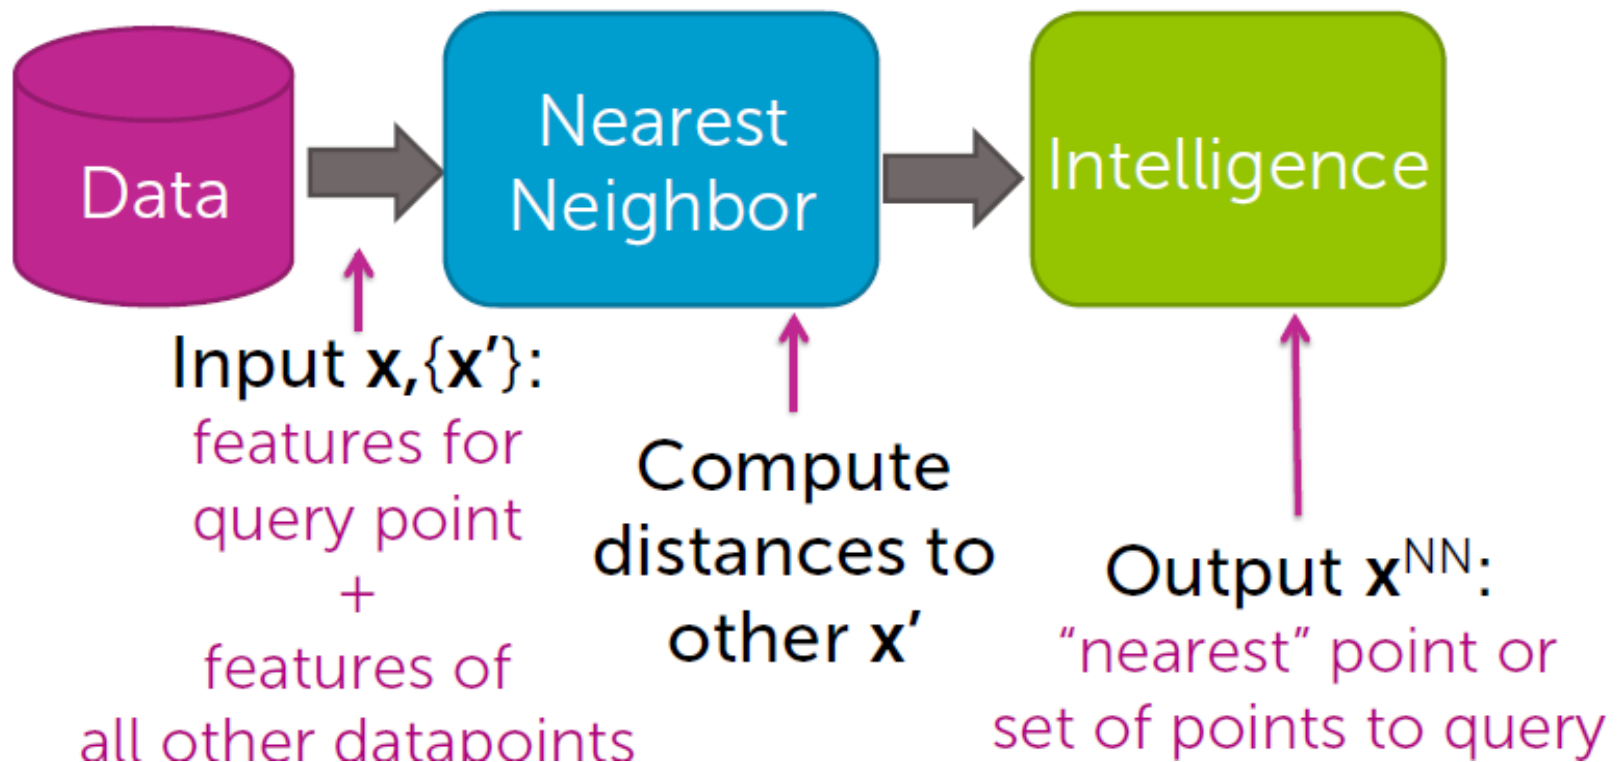 Data
Nearest
Neighbor
Intelligence
Input x,{x’}:
features for
query point
+
features of
all other datapoints
Compute
distances to
other x’
Output xᴺᴺ:
“nearest” point or
set of points to query